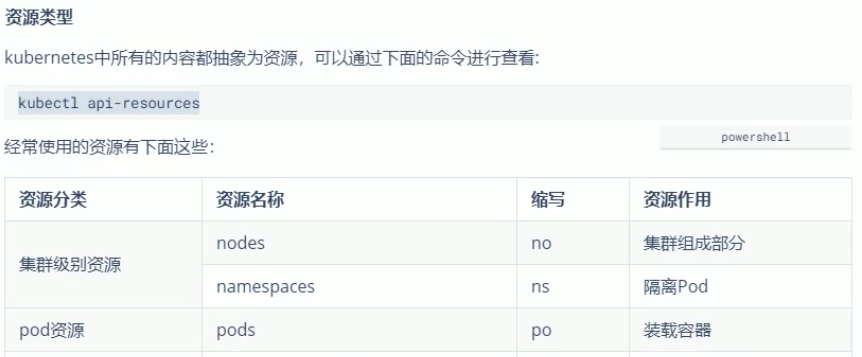 资源类型
kubernetes中所有的内容都抽象为资源，可以通过下面的命令进行查看:
kubectl api-resources
经常使用的资源有下面这些：
powershell
资源分类 资源名称 缩写 资源作用
集群级别资源 nodes no 集群组成部分
namespaces ns 隔离Pod
pod资源 pods po 装载容器